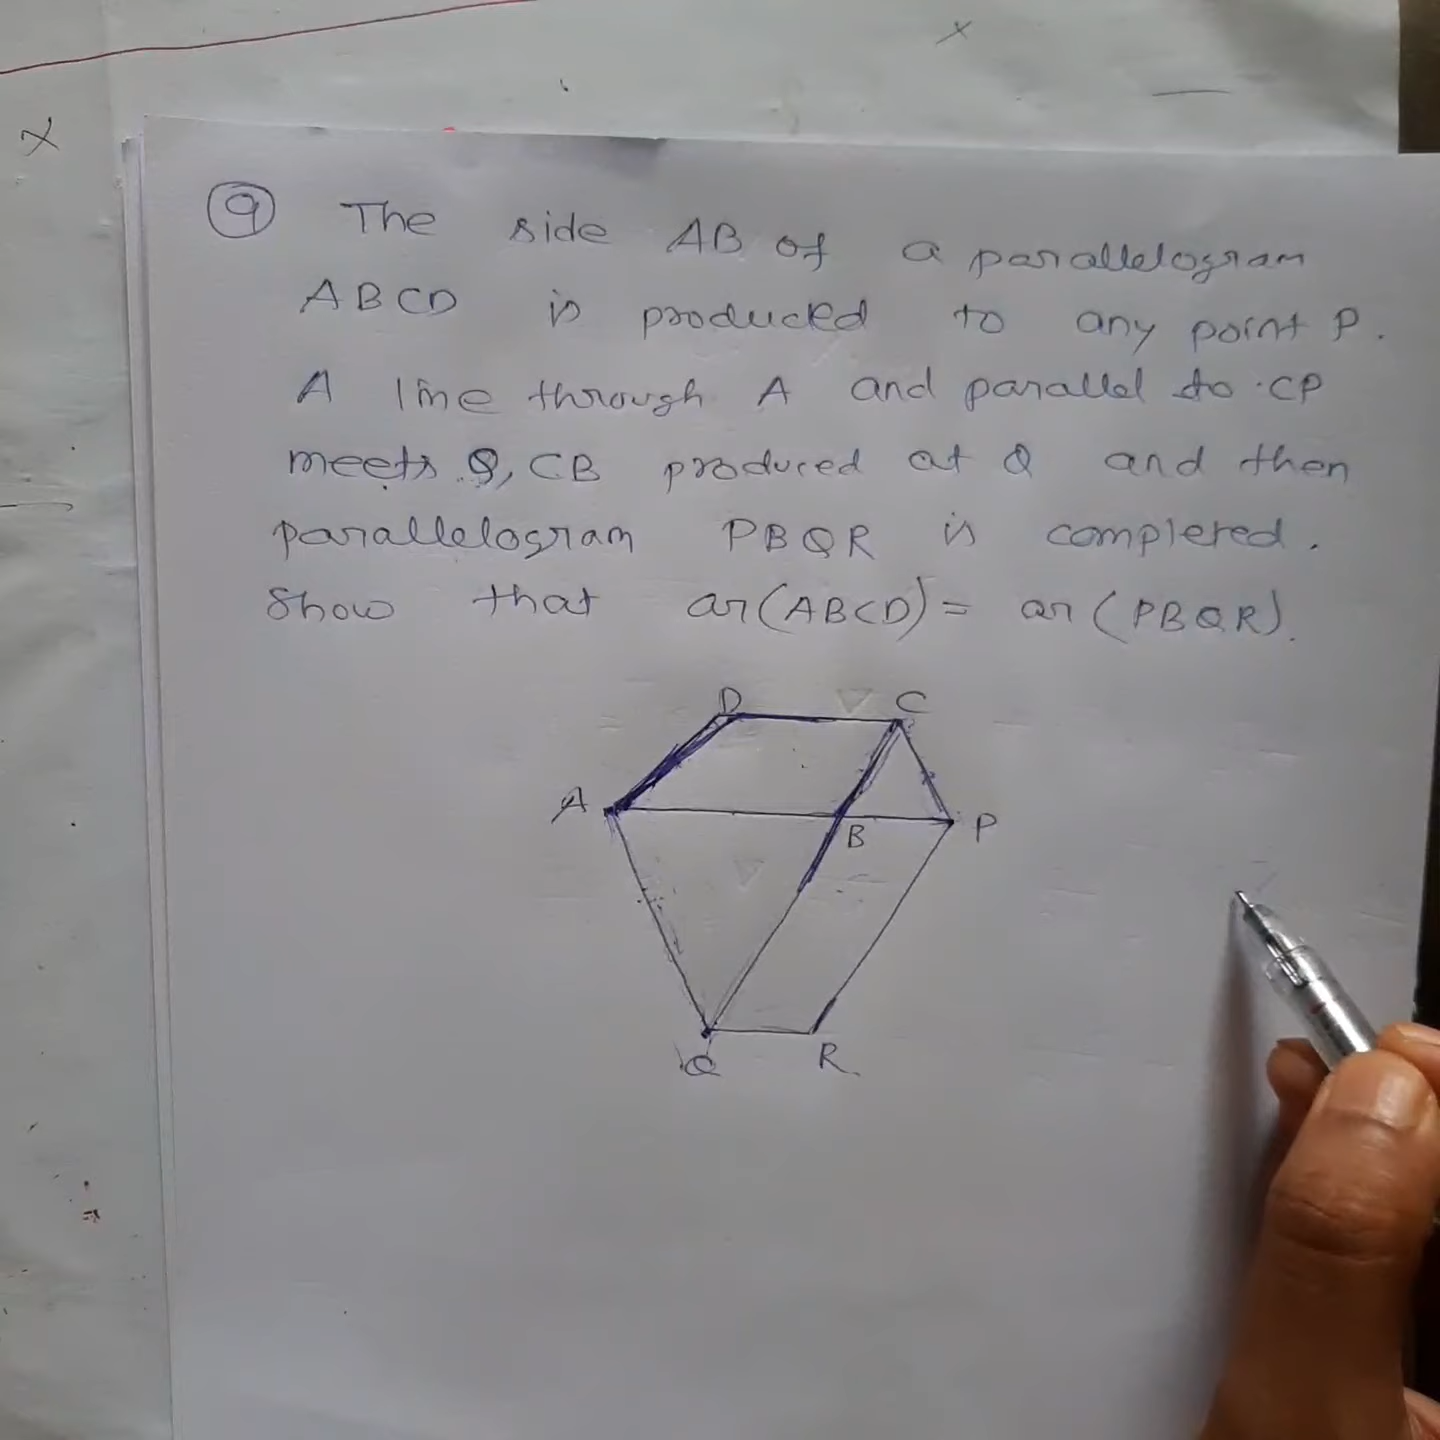 9 The side AB of a parallelogram
ABCD is produced to any point P.
A line through A and parallel to CP
meets Q, CB produced at Q and then
parallelogram PBQR is completed.
Show that ar(ABCD) = ar (PBQR).
D C
A B P
Q R